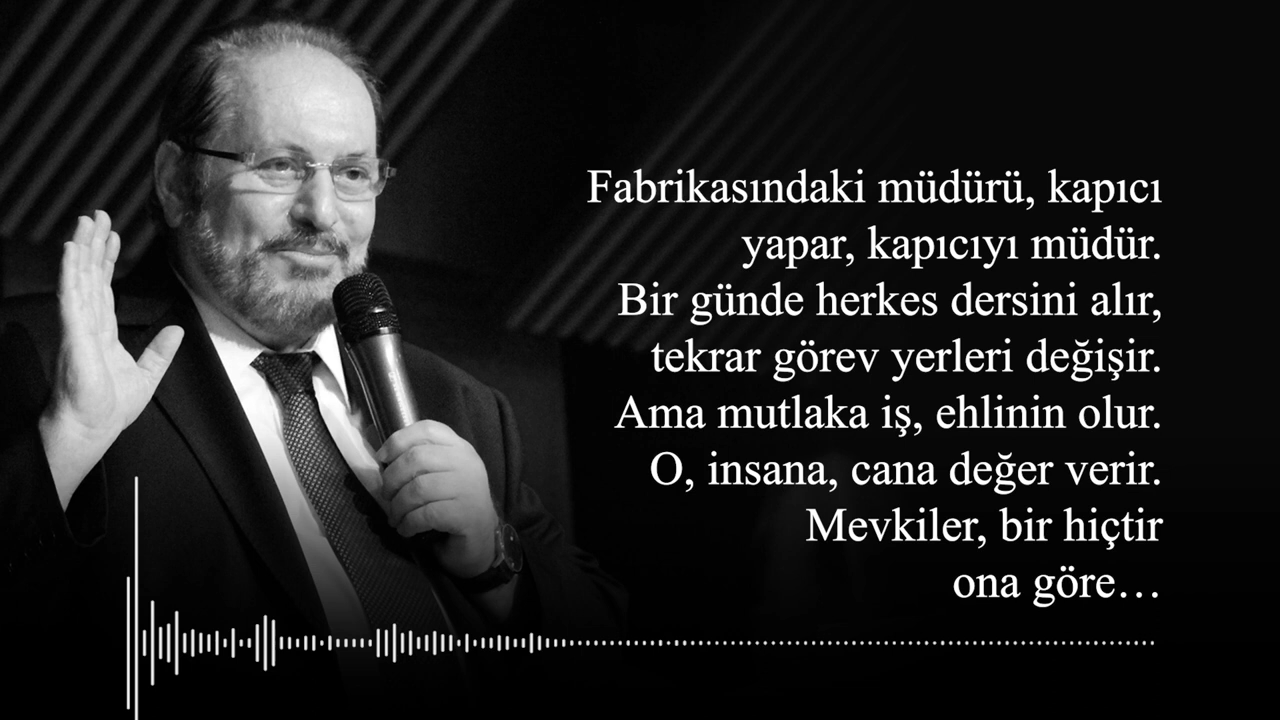 Fabrikasındaki müdürü, kapıcı
yapar, kapıcıyı müdür.
Bir günde herkes dersini alır,
tekrar görev yerleri değişir.
Ama mutlaka iş, ehlinin olur.
O, insana, cana değer verir.
Mevkiler, bir hiçtir
ona göre…